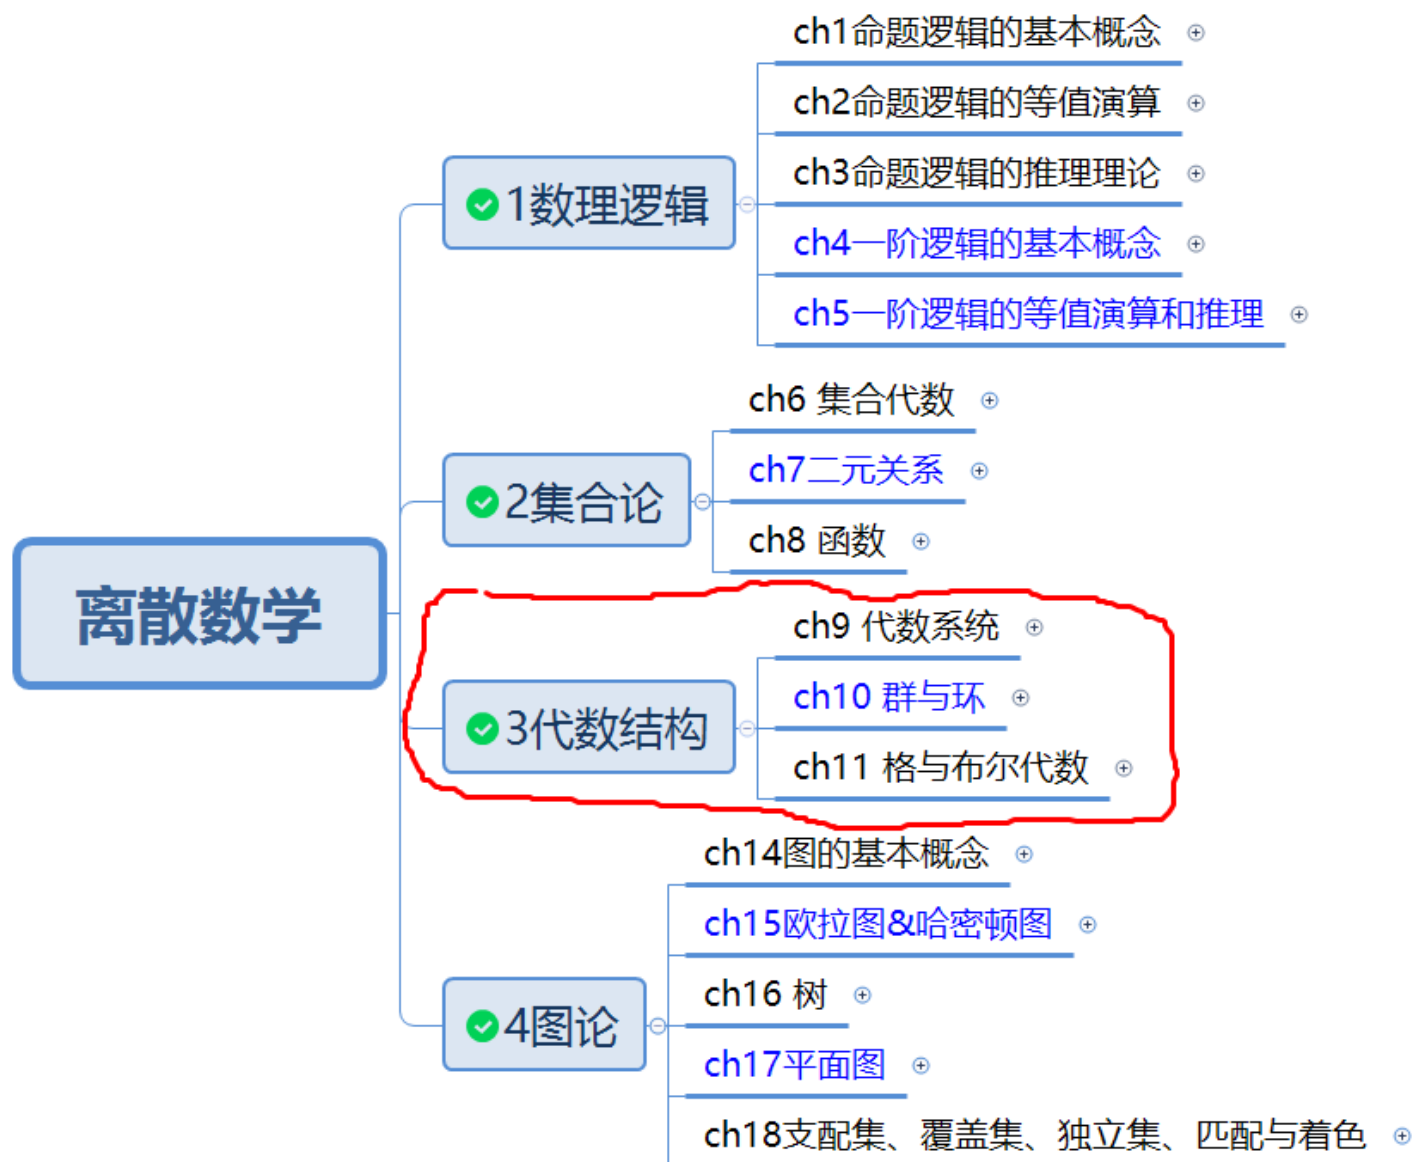 离散数学
1数理逻辑
ch1命题逻辑的基本概念
ch2命题逻辑的等值演算
ch3命题逻辑的推理理论
ch4一阶逻辑的基本概念
ch5一阶逻辑的等值演算和推理
2集合论
ch6 集合代数
ch7二元关系
ch8 函数
3代数结构
ch9 代数系统
ch10 群与环
ch11 格与布尔代数
4图论
ch14图的基本概念
ch15欧拉图&哈密顿图
ch16 树
ch17平面图
ch18支配集、覆盖集、独立集、匹配与着色